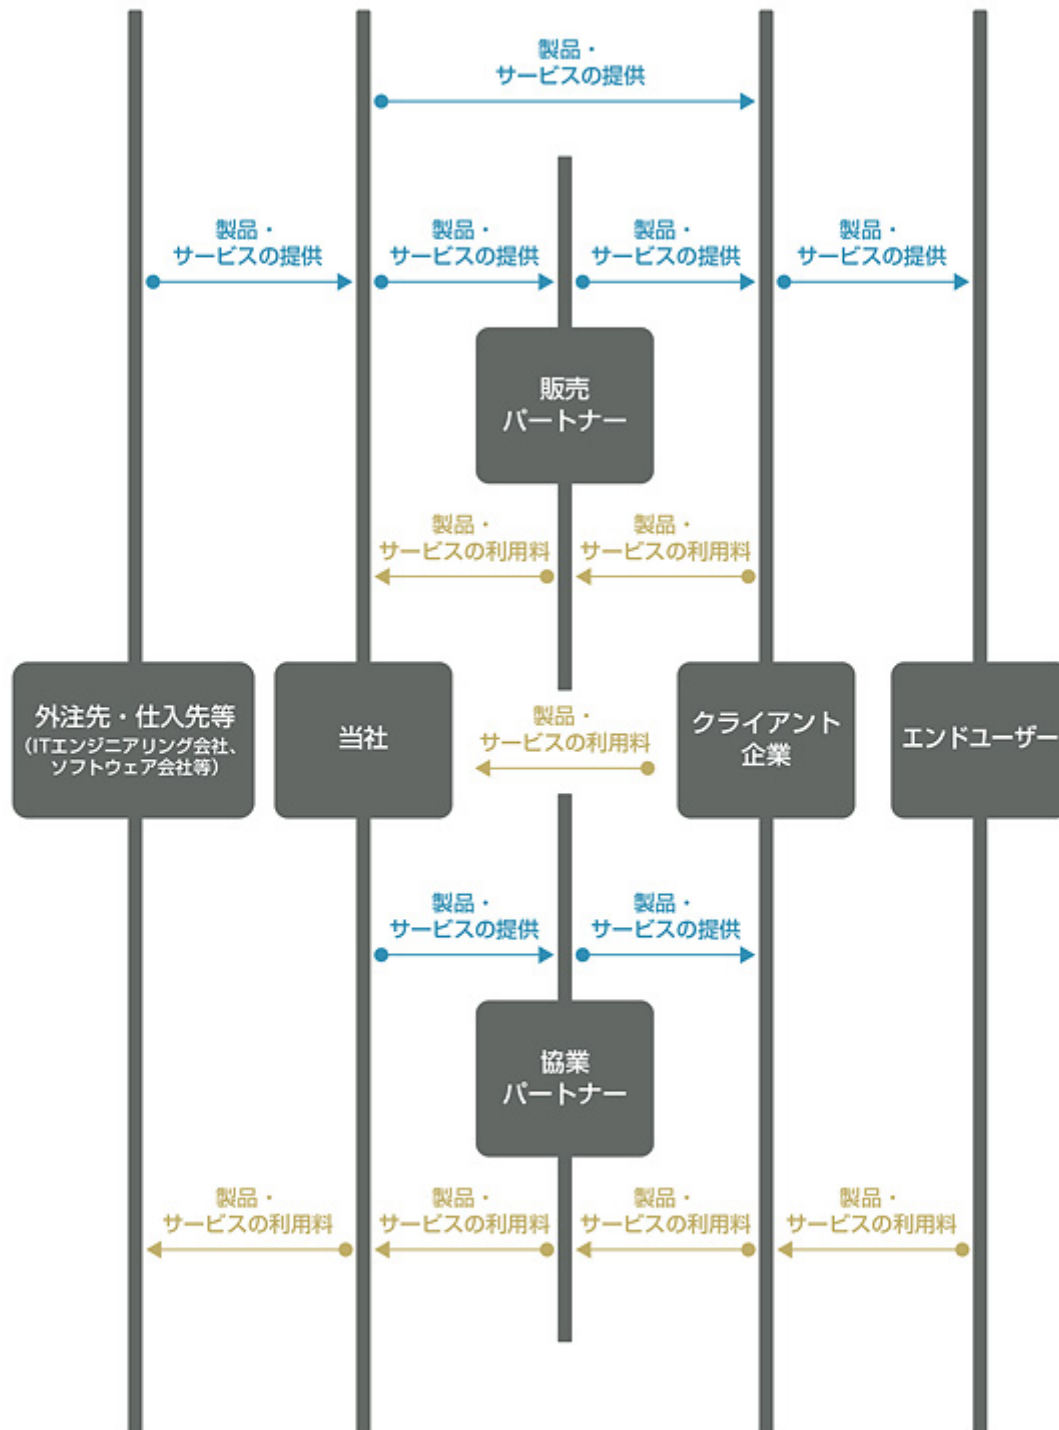 製品・
サービスの提供
製品・
サービスの提供
製品・
サービスの提供
製品・
サービスの提供
製品・
サービスの提供
販売
パートナー
製品・
サービスの利用料
製品・
サービスの利用料
外注先・仕入先等
(ITエンジニアリング会社、
ソフトウェア会社等)
当社
製品・
サービスの利用料
クライアント
企業
エンドユーザー
製品・
サービスの提供
製品・
サービスの提供
協業
パートナー
製品・
サービスの利用料
製品・
サービスの利用料
製品・
サービスの利用料
製品・
サービスの利用料